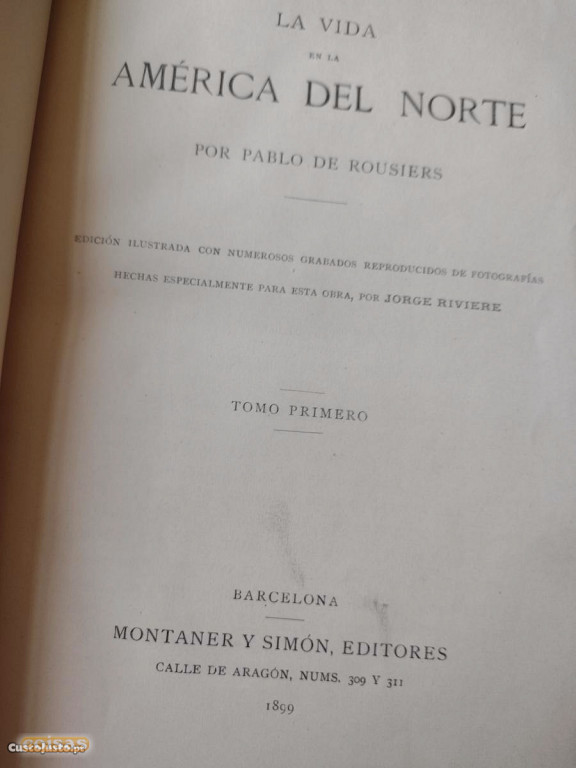 LA VIDA
EN LA
AMÉRICA DEL NORTE
POR PABLO DE ROUSIERS
EDICIÓN ILUSTRADA CON NUMEROSOS GRABADOS REPRODUCIDOS DE FOTOGRAFÍAS
HECHAS ESPECIALMENTE PARA ESTA OBRA, POR JORGE RIVIERE
TOMO PRIMERO
BARCELONA
MONTANER Y SIMÓN, EDITORES
CALLE DE ARAGÓN, NUMS. 309 Y 311
1899
coisas
CustoJusto.pt